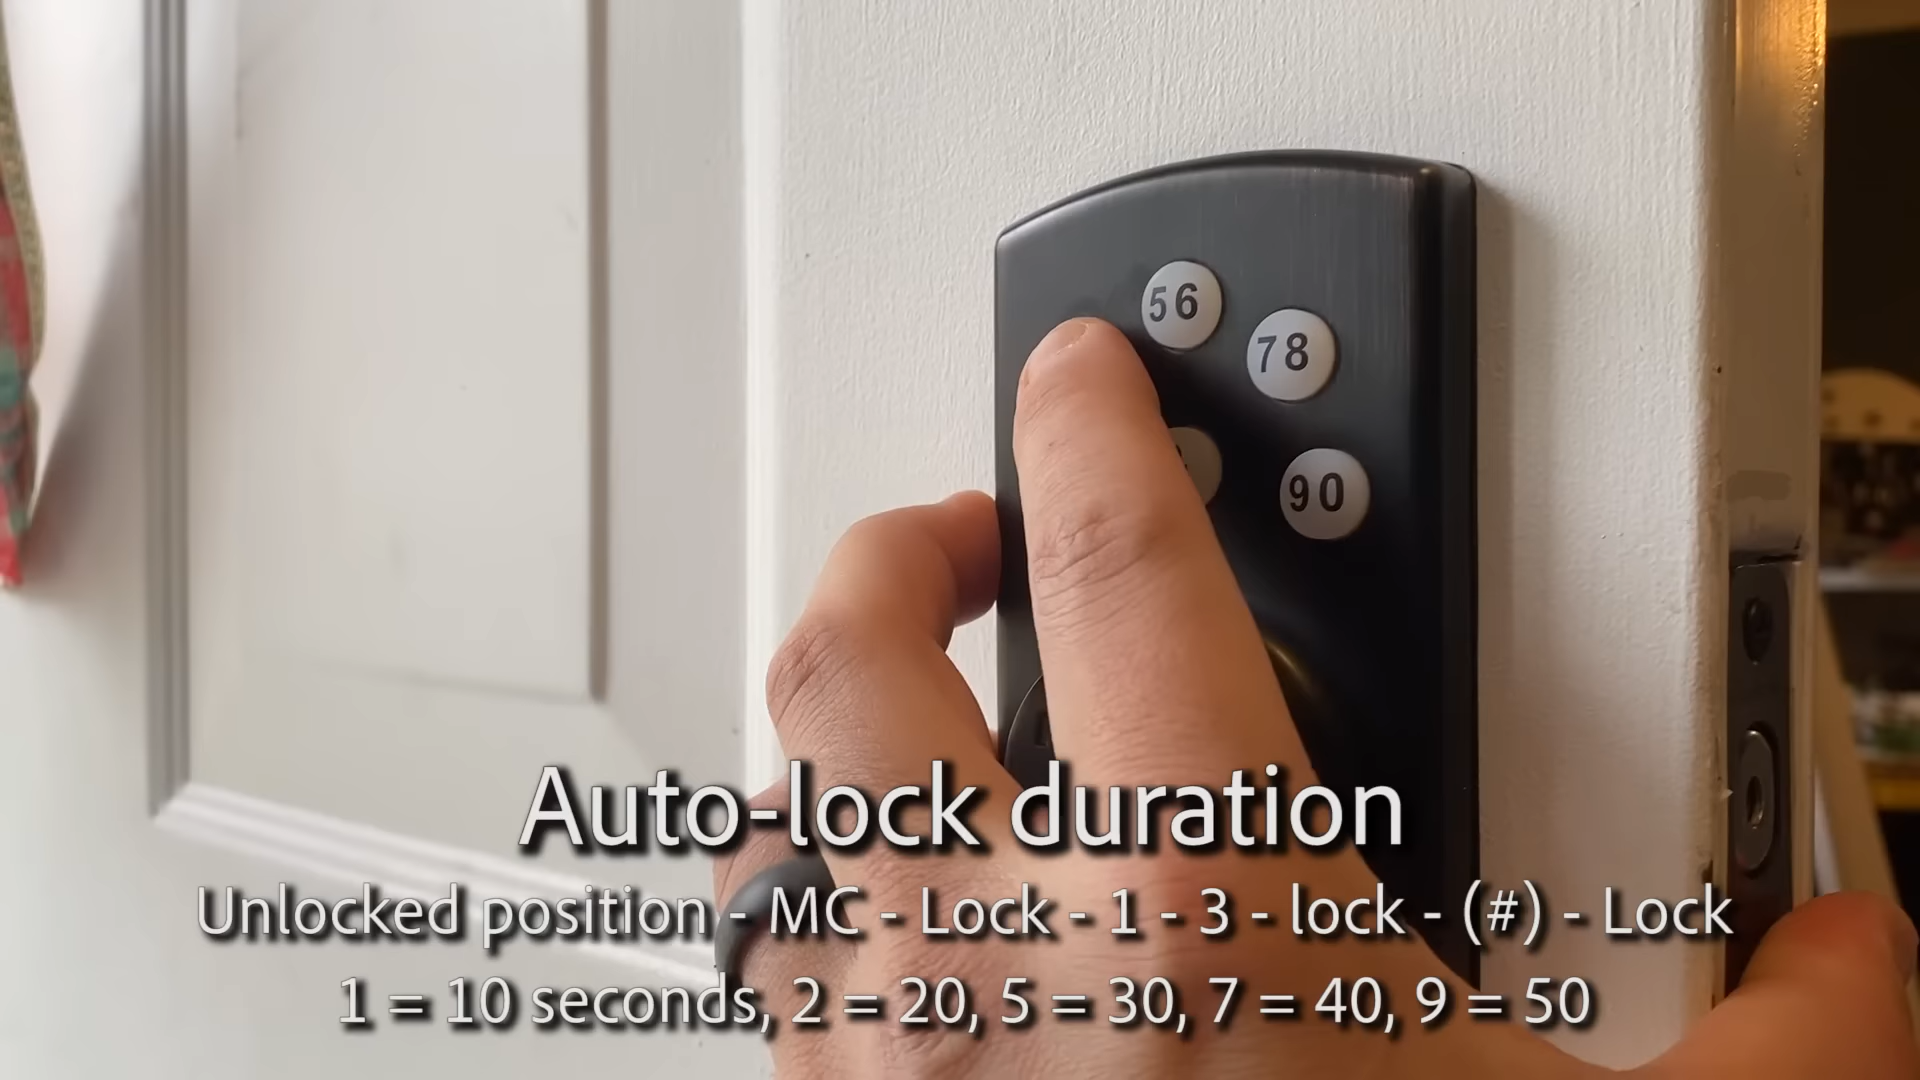 56
78
90
Auto-lock duration
Unlocked position - MC - Lock - 1 - 3 - lock - (#) - Lock
1 = 10 seconds, 2 = 20, 5 = 30, 7 = 40, 9 = 50